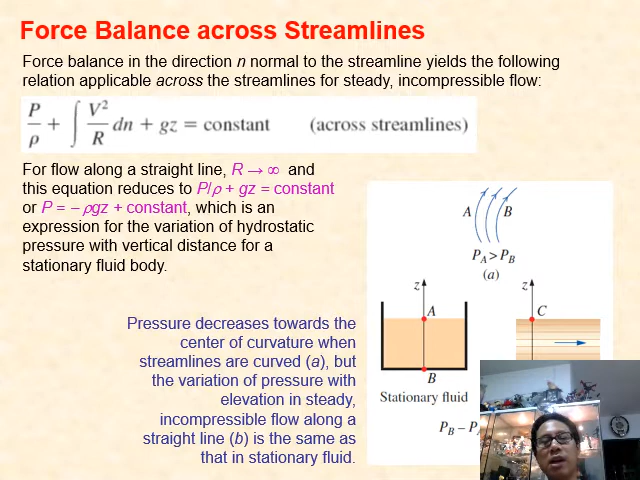 Force Balance across Streamlines
Force balance in the direction n normal to the streamline yields the following
relation applicable across the streamlines for steady, incompressible flow:
P/ρ + ∫ V²/R dn + gz = constant (across streamlines)
For flow along a straight line, R → ∞ and
this equation reduces to P/ρ + gz = constant
or P = − ρgz + constant, which is an
expression for the variation of hydrostatic
pressure with vertical distance for a
stationary fluid body.
A B
P_A > P_B
(a)
z z
A C
B
Stationary fluid
P_B – P
Pressure decreases towards the
center of curvature when
streamlines are curved (a), but
the variation of pressure with
elevation in steady,
incompressible flow along a
straight line (b) is the same as
that in stationary fluid.